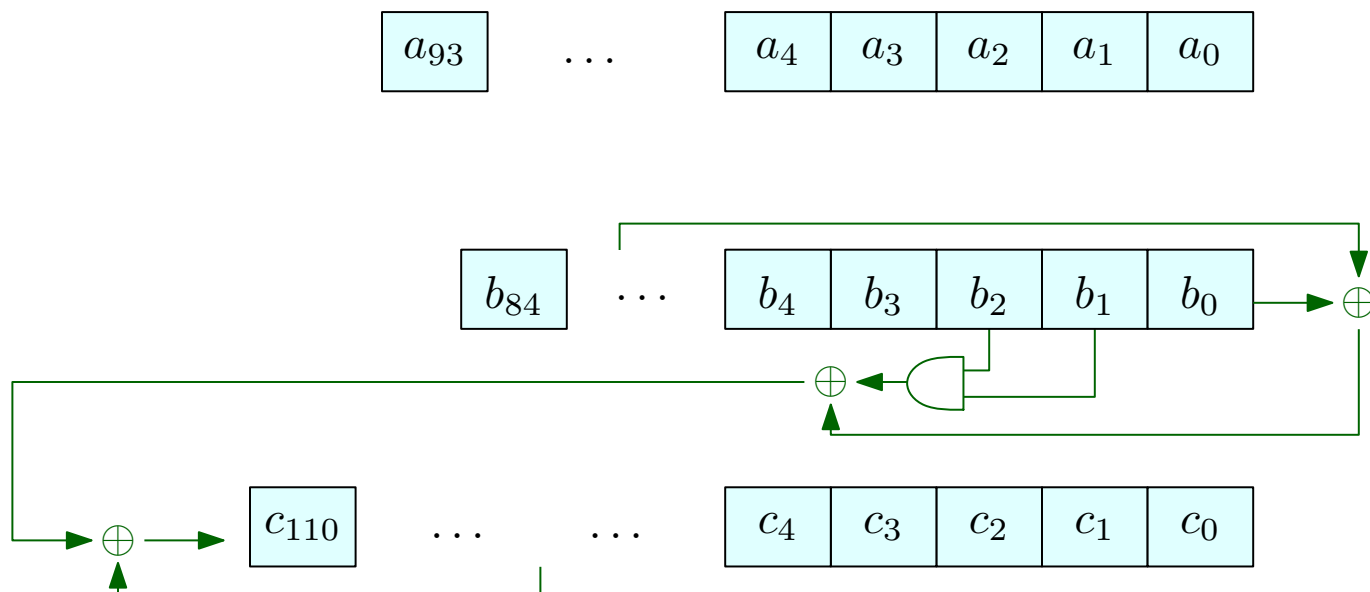 a₉₃ … a₄ a₃ a₂ a₁ a₀
b₈₄ … b₄ b₃ b₂ b₁ b₀
c₁₁₀ … … c₄ c₃ c₂ c₁ c₀